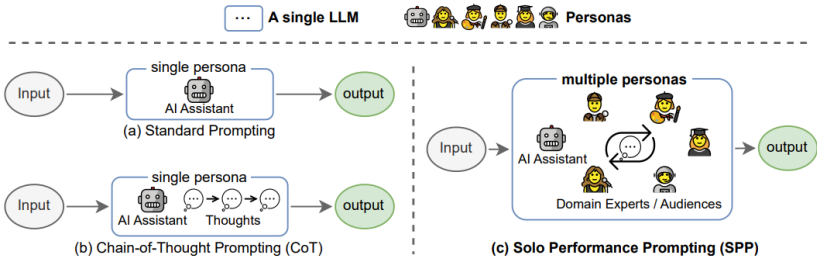 ... A single LLM
Personas
single persona
Input
AI Assistant
output
(a) Standard Prompting
single persona
Input
AI Assistant
Thoughts
output
(b) Chain-of-Thought Prompting (CoT)
multiple personas
Input
AI Assistant
output
Domain Experts / Audiences
(c) Solo Performance Prompting (SPP)